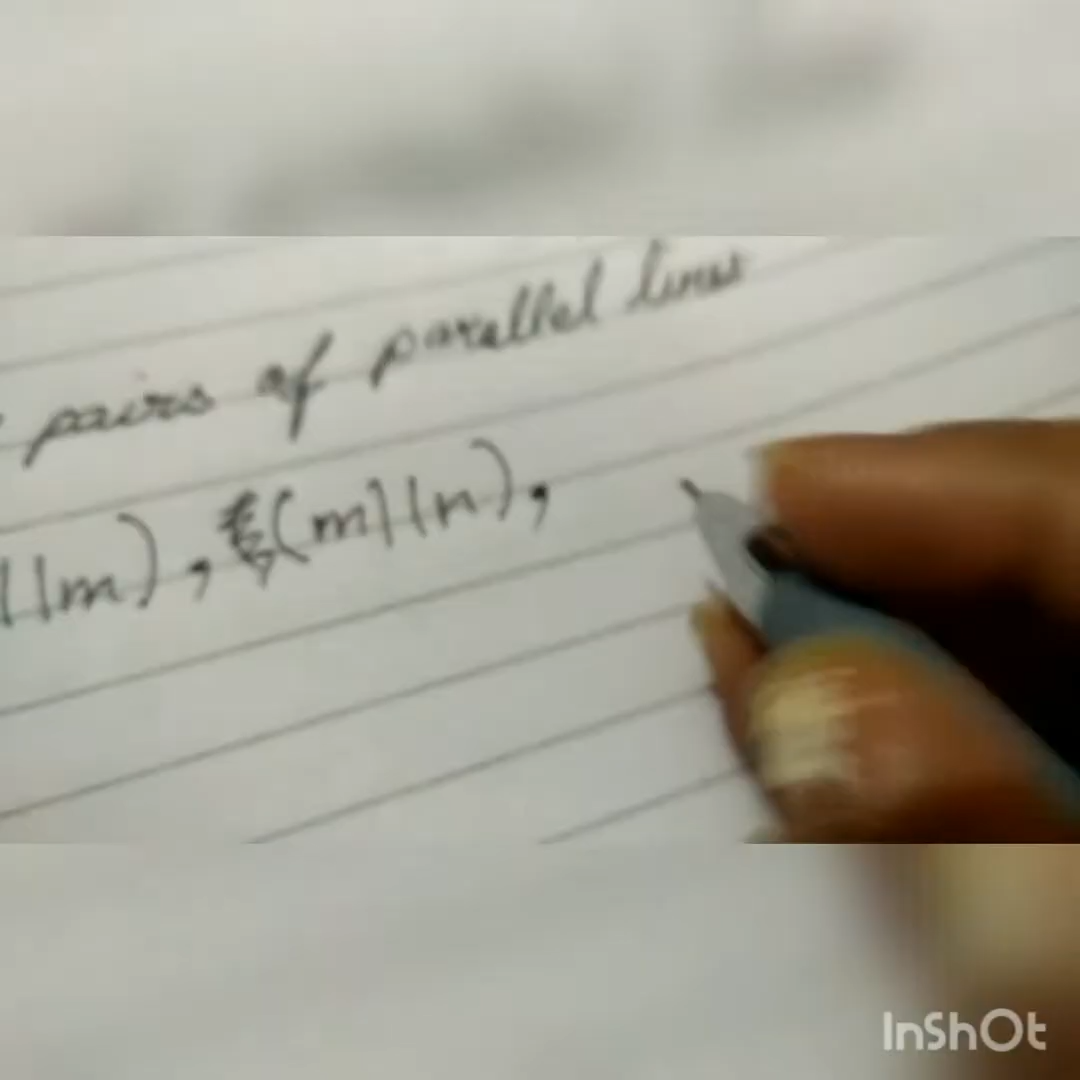 pairs of parallel lines
||m), (m||n),
InShOt